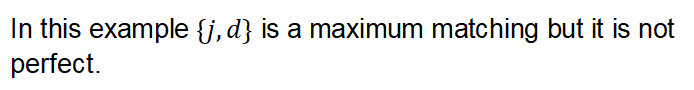 In this example {j, d} is a maximum matching but it is not
perfect.